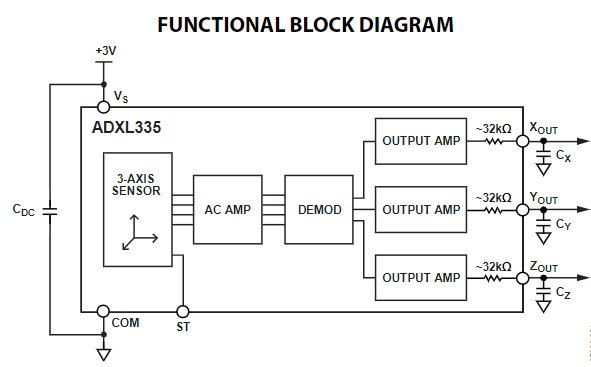 FUNCTIONAL BLOCK DIAGRAM
+3V
VS
ADXL335
3-AXIS
SENSOR
AC AMP
DEMOD
OUTPUT AMP
~32kΩ
XOUT
CX
OUTPUT AMP
~32kΩ
YOUT
CY
OUTPUT AMP
~32kΩ
ZOUT
CZ
CDC
COM
ST